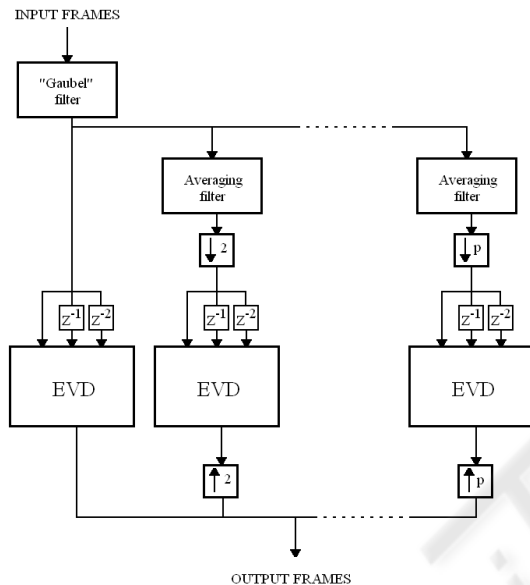 INPUT FRAMES
"Gaubel"
filter
Averaging
filter
Averaging
filter
2
p
Z-1 Z-2
Z-1 Z-2
Z-1 Z-2
EVD
EVD
EVD
2
p
OUTPUT FRAMES